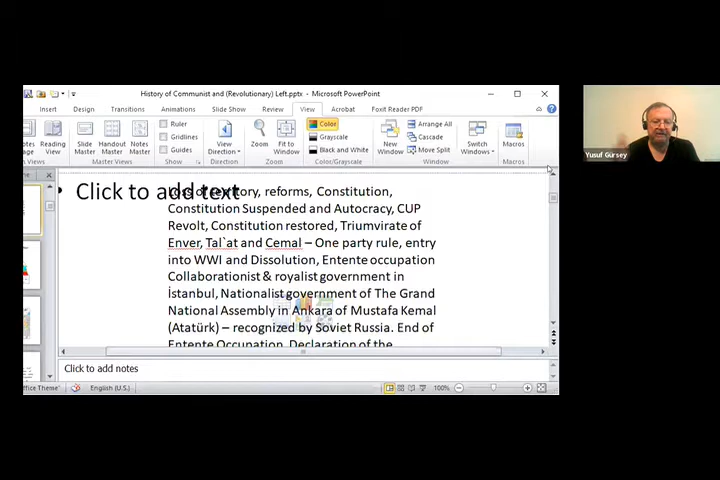 History of Communist and (Revolutionary) Left.pptx - Microsoft PowerPoint
Insert Design Transitions Animations Slide Show Review View Acrobat Foxit Reader PDF
Reading View
Slide Master
Handout Master
Notes Master
Ruler
Gridlines
Guides
Show
View Direction
Direction
Zoom
Fit to Window
Zoom
Color
Grayscale
Black and White
Color/Grayscale
New Window
Arrange All
Cascade
Move Split
Window
Switch Windows
Macros
Macros
Yusuf Gürsey
• Click to add text
Loss of territory, reforms, Constitution,
Constitution Suspended and Autocracy, CUP
Revolt, Constitution restored, Triumvirate of
Enver, Tal`at and Cemal – One party rule, entry
into WWI and Dissolution, Entente occupation
Collaborationist & royalist government in
İstanbul, Nationalist government of The Grand
National Assembly in Ankara of Mustafa Kemal
(Atatürk) – recognized by Soviet Russia. End of
Entente Occupation, Declaration of the
Click to add notes
English (U.S.)
100%